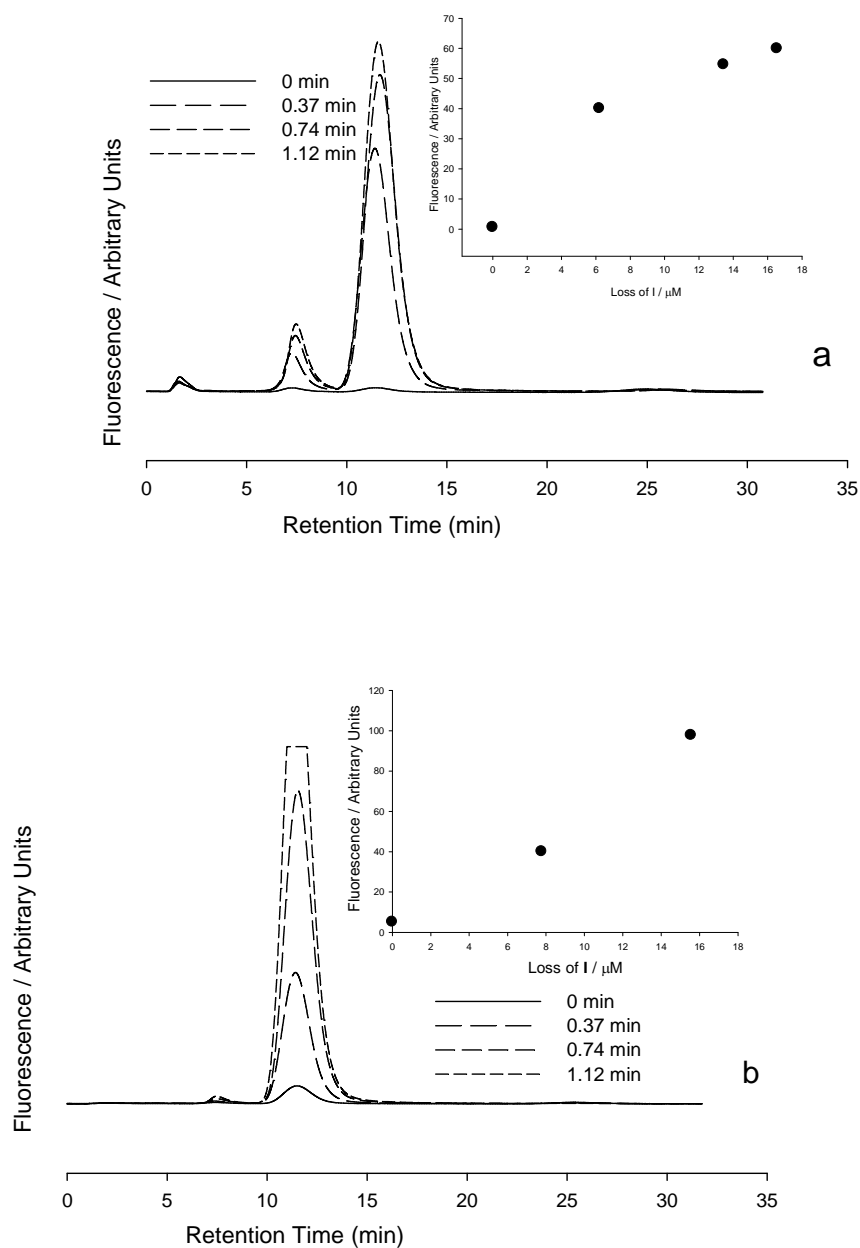 0 min
0.37 min
0.74 min
1.12 min
Fluorescence / Arbitrary Units
70
60
50
40
30
20
10
0
Fluorescence / Arbitrary Units
0 2 4 6 8 10 12 14 16 18
Loss of I / μM
a
0 5 10 15 20 25 30 35
Retention Time (min)
120
100
80
60
40
20
0
Fluorescence / Arbitrary Units
0 2 4 6 8 10 12 14 16 18
Loss of I / μM
Fluorescence / Arbitrary Units
0 min
0.37 min
0.74 min
1.12 min
b
0 5 10 15 20 25 30 35
Retention Time (min)